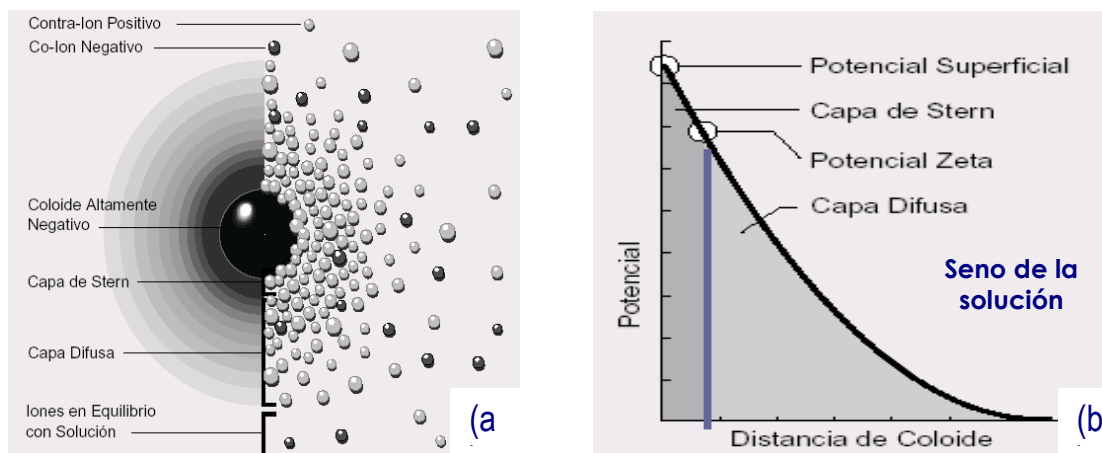 Contra-Ion Positivo
Co-Ion Negativo
Coloide Altamente
Negativo
Capa de Stern
Capa Difusa
Iones en Equilibrio
con Solución
(a
Potencial Superficial
Capa de Stern
Potencial Zeta
Capa Difusa
Seno de la
solución
Potencial
Distancia de Coloide
(b